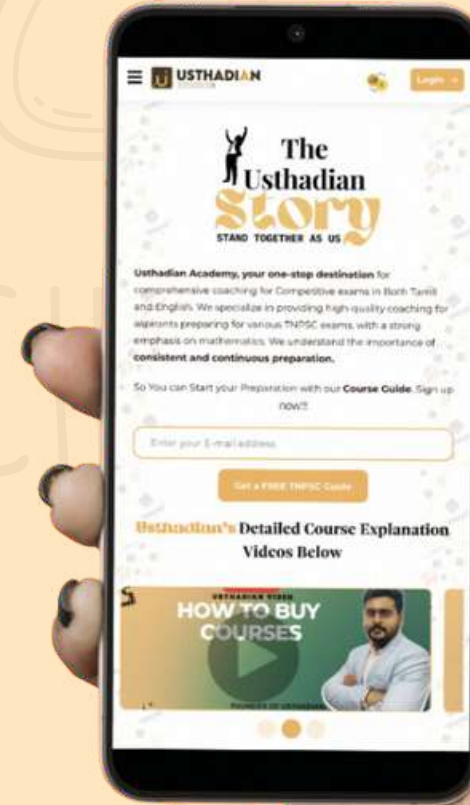 USTHADIAN
Login
The
Usthadian
Story
STAND TOGETHER AS US
Usthadian Academy, your one-stop destination for
comprehensive coaching for Competitive exams in Both Tamil
and English. We specialize in providing high-quality coaching for
aspirants preparing for various TNPSC exams, with a strong
emphasis on mathematics. We understand the importance of
consistent and continuous preparation.
So You can Start your Preparation with our Course Guide. Sign up
now!!
Enter your E-mail address
Get a FREE TNPSC Guide
Usthadian's Detailed Course Explanation
Videos Below
USTHADIAN VIDEO
HOW TO BUY
COURSES
FOUNDER OF USTHADIAN